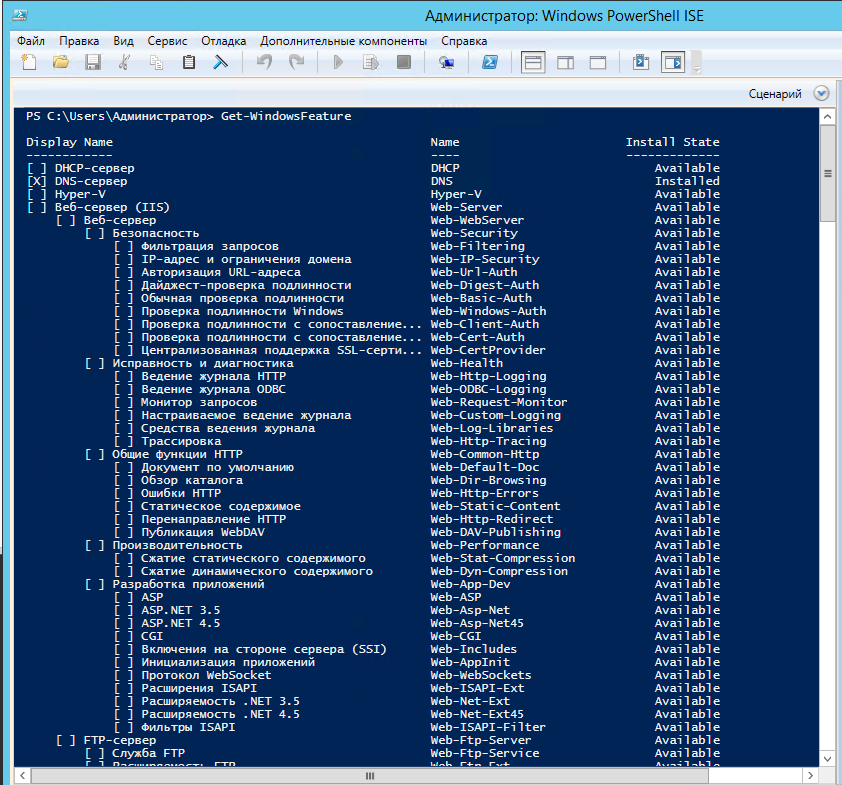 Администратор: Windows PowerShell ISE
Файл Правка Вид Сервис Отладка Дополнительные компоненты Справка
Сценарий
PS C:\Users\Администратор> Get-WindowsFeature
Display Name Name Install State
------------ ---- -------------
[ ] DHCP-сервер DHCP Available
[X] DNS-сервер DNS Installed
[ ] Hyper-V Hyper-V Available
[ ] Веб-сервер (IIS) Web-Server Available
[ ] Веб-сервер Web-WebServer Available
[ ] Безопасность Web-Security Available
[ ] Фильтрация запросов Web-Filtering Available
[ ] IP-адрес и ограничения домена Web-IP-Security Available
[ ] Авторизация URL-адреса Web-Url-Auth Available
[ ] Дайджест-проверка подлинности Web-Digest-Auth Available
[ ] Обычная проверка подлинности Web-Basic-Auth Available
[ ] Проверка подлинности Windows Web-Windows-Auth Available
[ ] Проверка подлинности с сопоставление... Web-Client-Auth Available
[ ] Проверка подлинности с сопоставление... Web-Cert-Auth Available
[ ] Централизованная поддержка SSL-серти... Web-CertProvider Available
[ ] Исправность и диагностика Web-Health Available
[ ] Ведение журнала HTTP Web-Http-Logging Available
[ ] Ведение журнала ODBC Web-ODBC-Logging Available
[ ] Монитор запросов Web-Request-Monitor Available
[ ] Настраиваемое ведение журнала Web-Custom-Logging Available
[ ] Средства ведения журнала Web-Log-Libraries Available
[ ] Трассировка Web-Http-Tracing Available
[ ] Общие функции HTTP Web-Common-Http Available
[ ] Документ по умолчанию Web-Default-Doc Available
[ ] Обзор каталога Web-Dir-Browsing Available
[ ] Ошибки HTTP Web-Http-Errors Available
[ ] Статическое содержимое Web-Static-Content Available
[ ] Перенаправление HTTP Web-Http-Redirect Available
[ ] Публикация WebDAV Web-DAV-Publishing Available
[ ] Производительность Web-Performance Available
[ ] Сжатие статического содержимого Web-Stat-Compression Available
[ ] Сжатие динамического содержимого Web-Dyn-Compression Available
[ ] Разработка приложений Web-App-Dev Available
[ ] ASP Web-ASP Available
[ ] ASP.NET 3.5 Web-Asp-Net Available
[ ] ASP.NET 4.5 Web-Asp-Net45 Available
[ ] CGI Web-CGI Available
[ ] Включения на стороне сервера (SSI) Web-Includes Available
[ ] Инициализация приложений Web-AppInit Available
[ ] Протокол WebSocket Web-WebSockets Available
[ ] Расширения ISAPI Web-ISAPI-Ext Available
[ ] Расширяемость .NET 3.5 Web-Net-Ext Available
[ ] Расширяемость .NET 4.5 Web-Net-Ext45 Available
[ ] Фильтры ISAPI Web-ISAPI-Filter Available
[ ] FTP-сервер Web-Ftp-Server Available
[ ] Служба FTP Web-Ftp-Service Available
[ ] Расширяемость FTP Web-Ftp-Ext Available